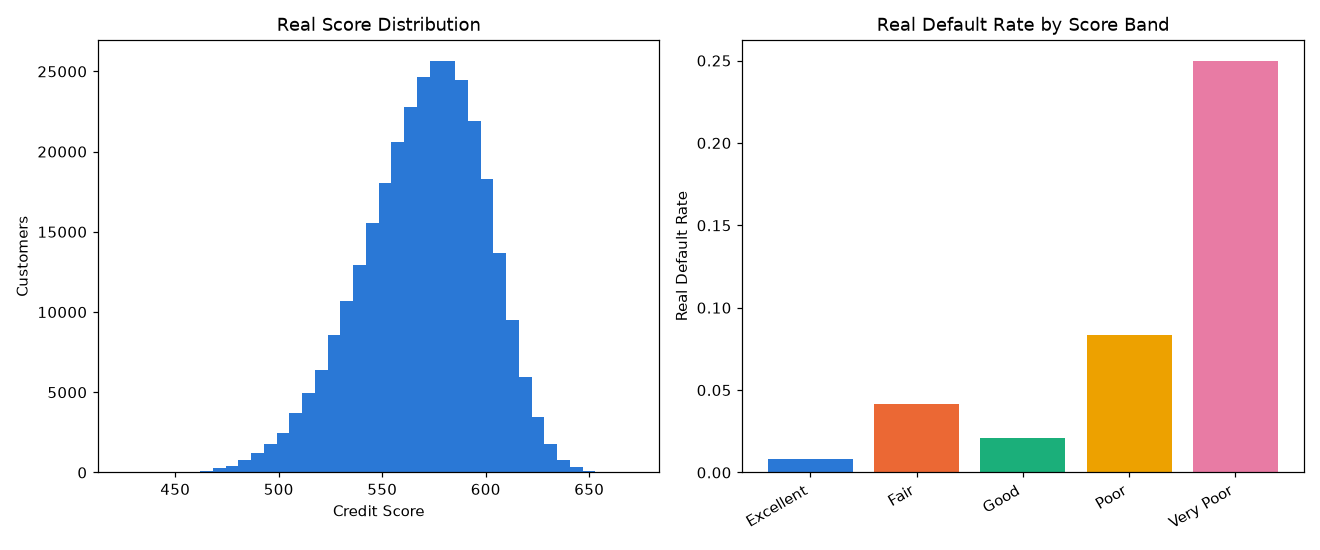 Real Score Distribution
Customers
25000
20000
15000
10000
5000
0
450 500 550 600 650
Credit Score
Real Default Rate by Score Band
Real Default Rate
0.25
0.20
0.15
0.10
0.05
0.00
Excellent Fair Good Poor Very Poor